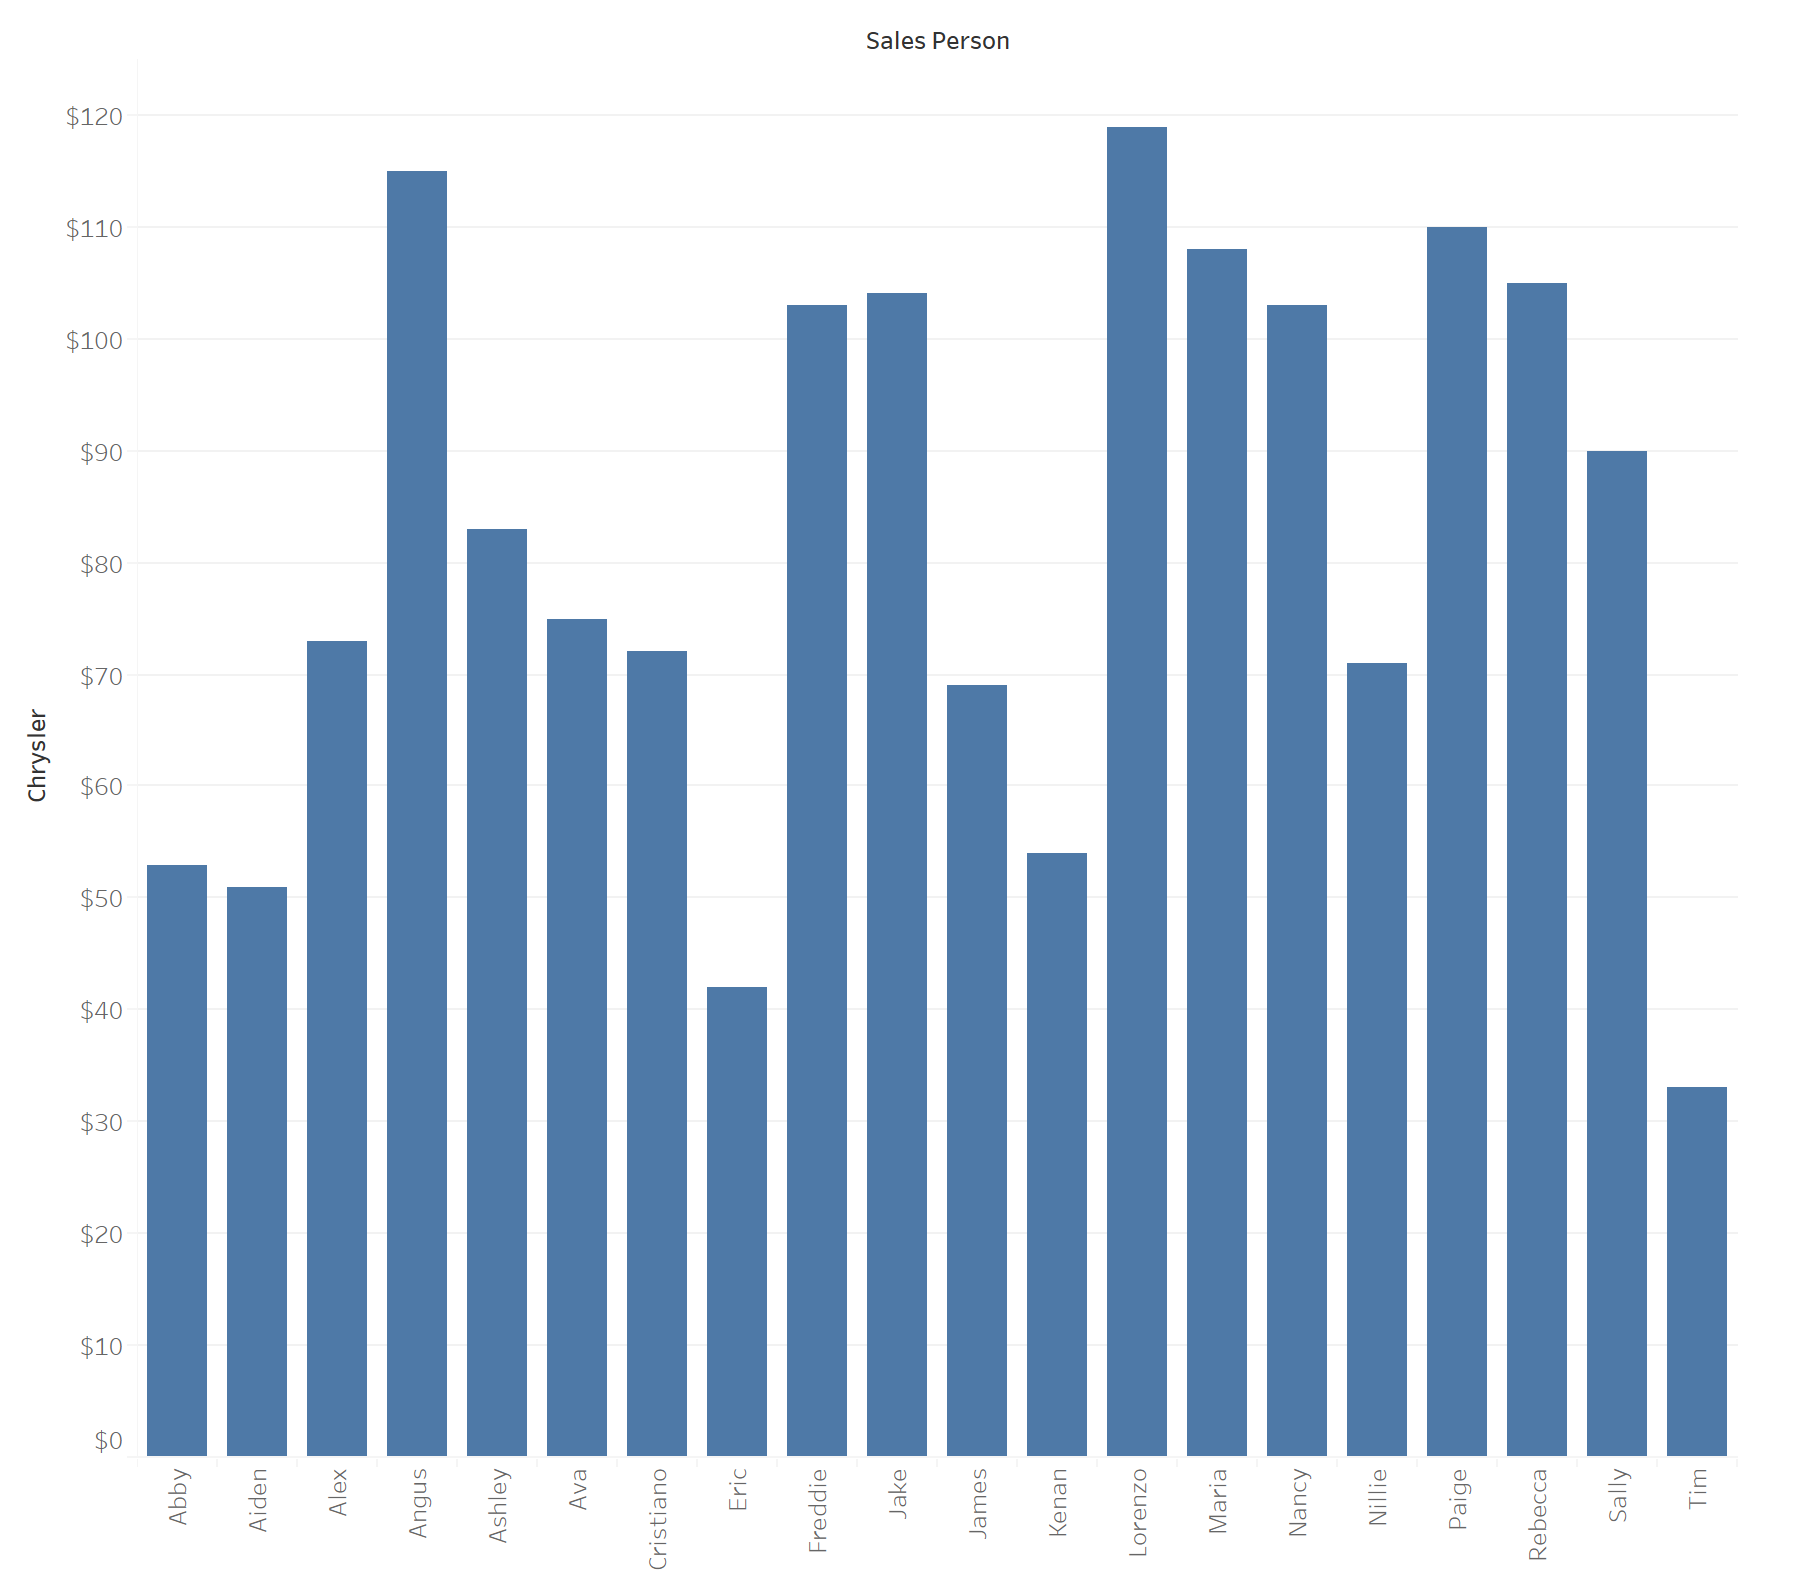 Sales Person
$120
$110
$100
$90
$80
$70
$60
$50
$40
$30
$20
$10
$0
Chrysler
Abby
Aiden
Alex
Angus
Ashley
Ava
Cristiano
Eric
Freddie
Jake
James
Kenan
Lorenzo
Maria
Nancy
Nillie
Paige
Rebecca
Sally
Tim